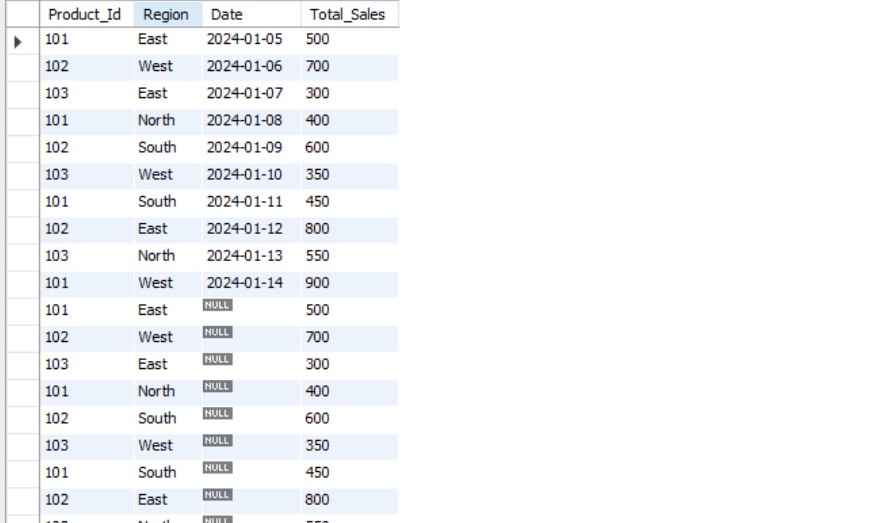 Product_Id Region Date Total_Sales
101 East 2024-01-05 500
102 West 2024-01-06 700
103 East 2024-01-07 300
101 North 2024-01-08 400
102 South 2024-01-09 600
103 West 2024-01-10 350
101 South 2024-01-11 450
102 East 2024-01-12 800
103 North 2024-01-13 550
101 West 2024-01-14 900
101 East NULL 500
102 West NULL 700
103 East NULL 300
101 North NULL 400
102 South NULL 600
103 West NULL 350
101 South NULL 450
102 East NULL 800